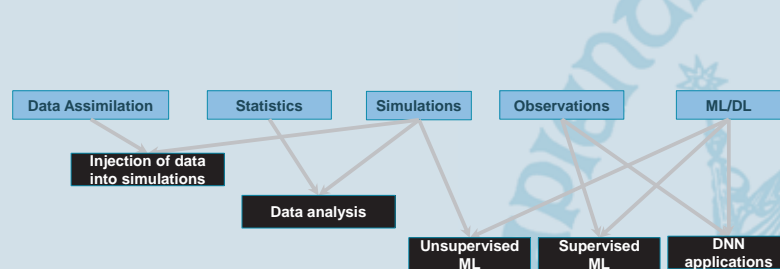 Data Assimilation
Statistics
Simulations
Observations
ML/DL
Injection of data
into simulations
Data analysis
Unsupervised
ML
Supervised
ML
DNN
applications